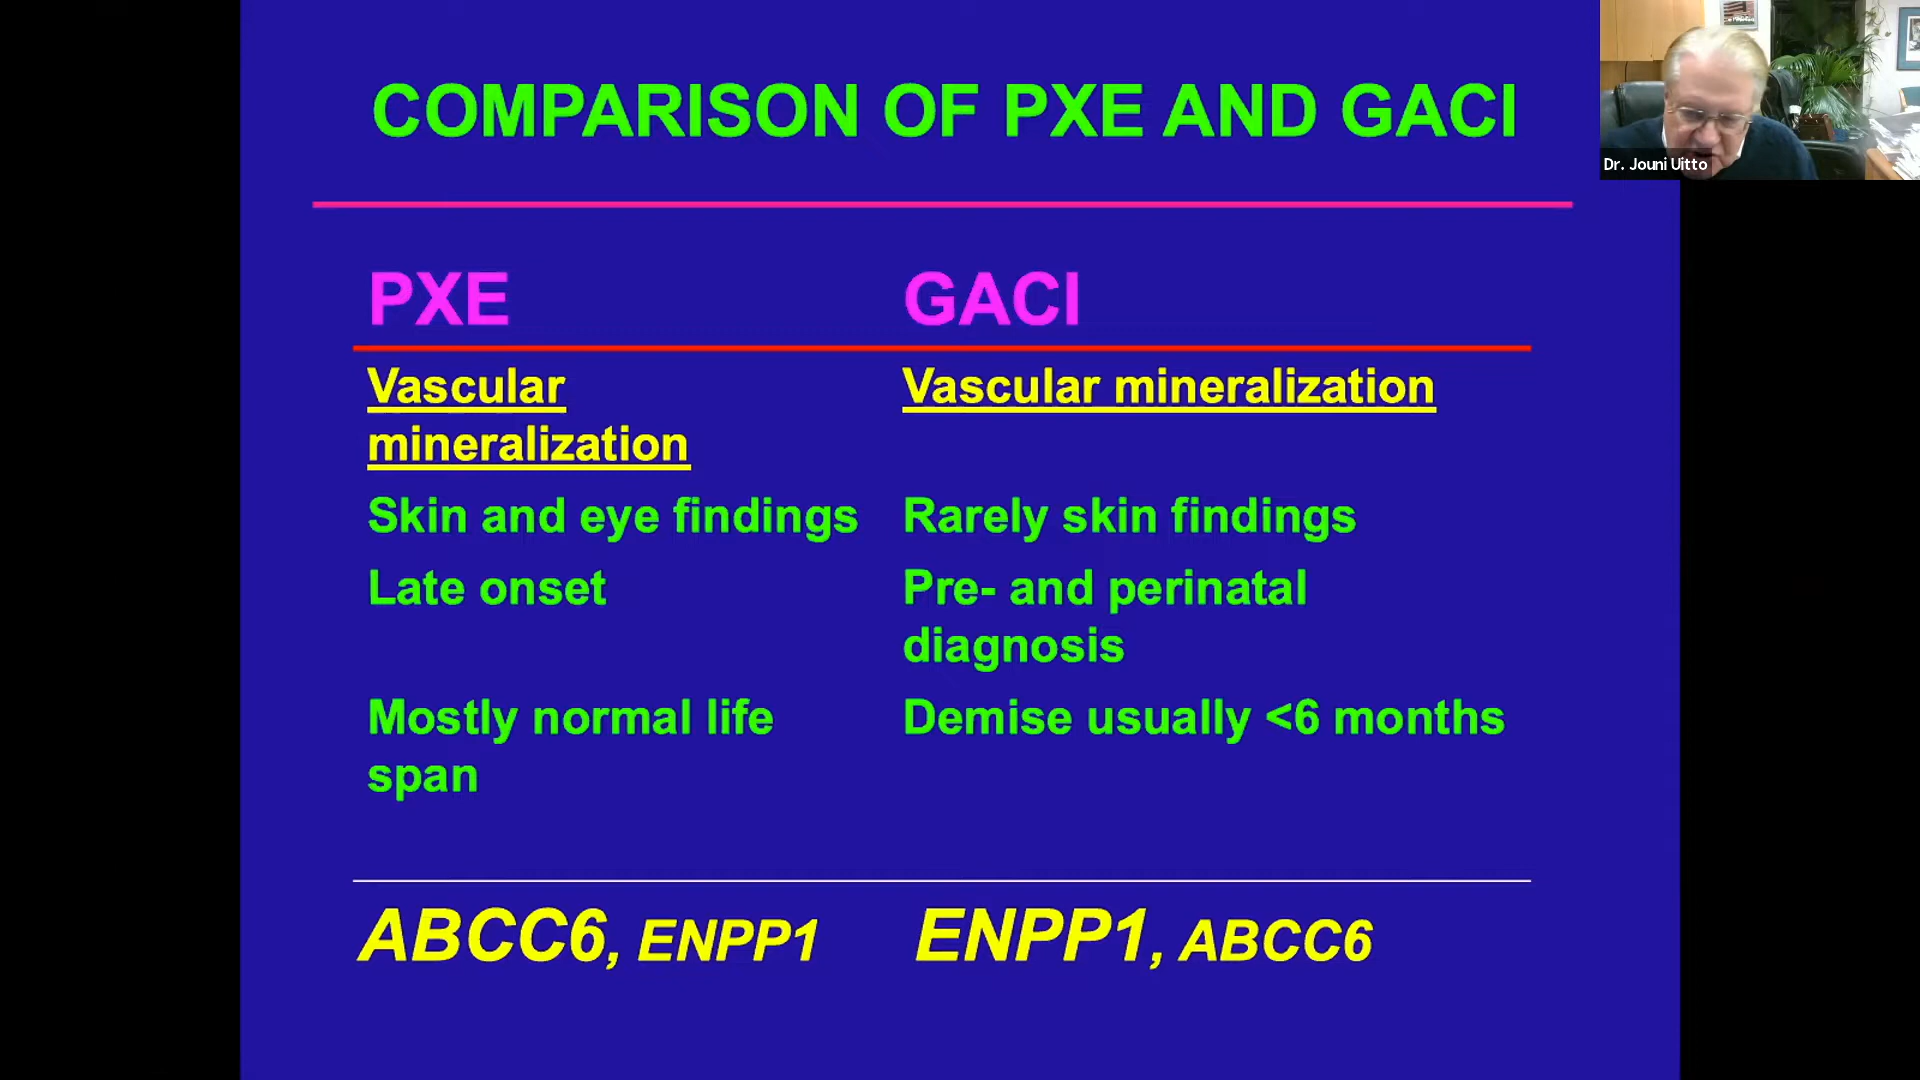 COMPARISON OF PXE AND GACI
Dr. Jouni Uitto
PXE
GACI
Vascular
mineralization
Vascular mineralization
Skin and eye findings
Rarely skin findings
Late onset
Pre- and perinatal
diagnosis
Mostly normal life
span
Demise usually <6 months
ABCC6, ENPP1
ENPP1, ABCC6